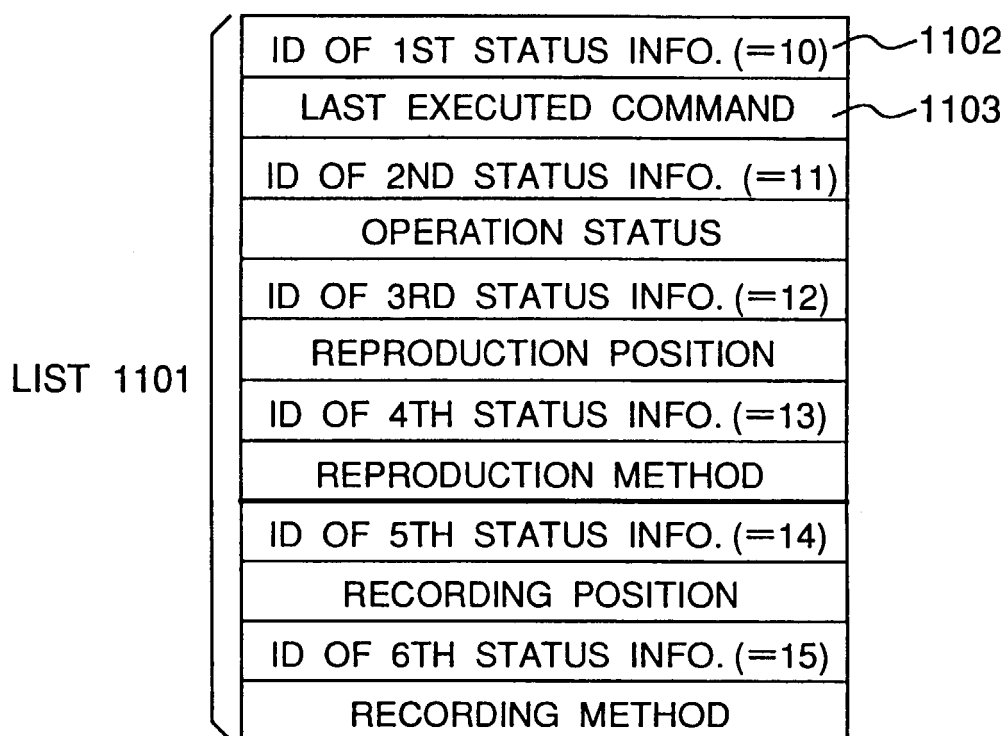 ID OF 1ST STATUS INFO. (=10) 1102
LAST EXECUTED COMMAND 1103
ID OF 2ND STATUS INFO. (=11)
OPERATION STATUS
ID OF 3RD STATUS INFO. (=12)
REPRODUCTION POSITION
LIST 1101
ID OF 4TH STATUS INFO. (=13)
REPRODUCTION METHOD
ID OF 5TH STATUS INFO. (=14)
RECORDING POSITION
ID OF 6TH STATUS INFO. (=15)
RECORDING METHOD